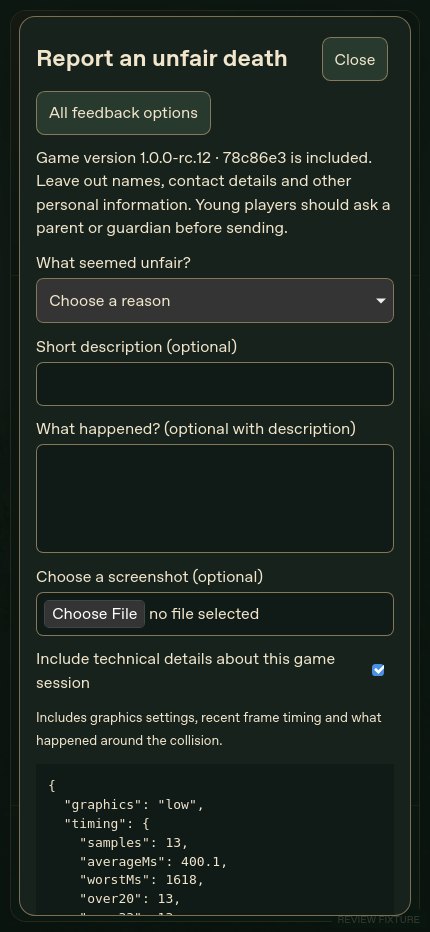 Report an unfair death
Close
All feedback options
Game version 1.0.0-rc.12 · 78c86e3 is included.
Leave out names, contact details and other
personal information. Young players should ask a
parent or guardian before sending.
What seemed unfair?
Choose a reason
Short description (optional)
What happened? (optional with description)
Choose a screenshot (optional)
Choose File no file selected
Include technical details about this game
session
Includes graphics settings, recent frame timing and what
happened around the collision.
{
"graphics": "low",
"timing": {
"samples": 13,
"averageMs": 400.1,
"worstMs": 1618,
"over20": 13,
REVIEW FIXTURE